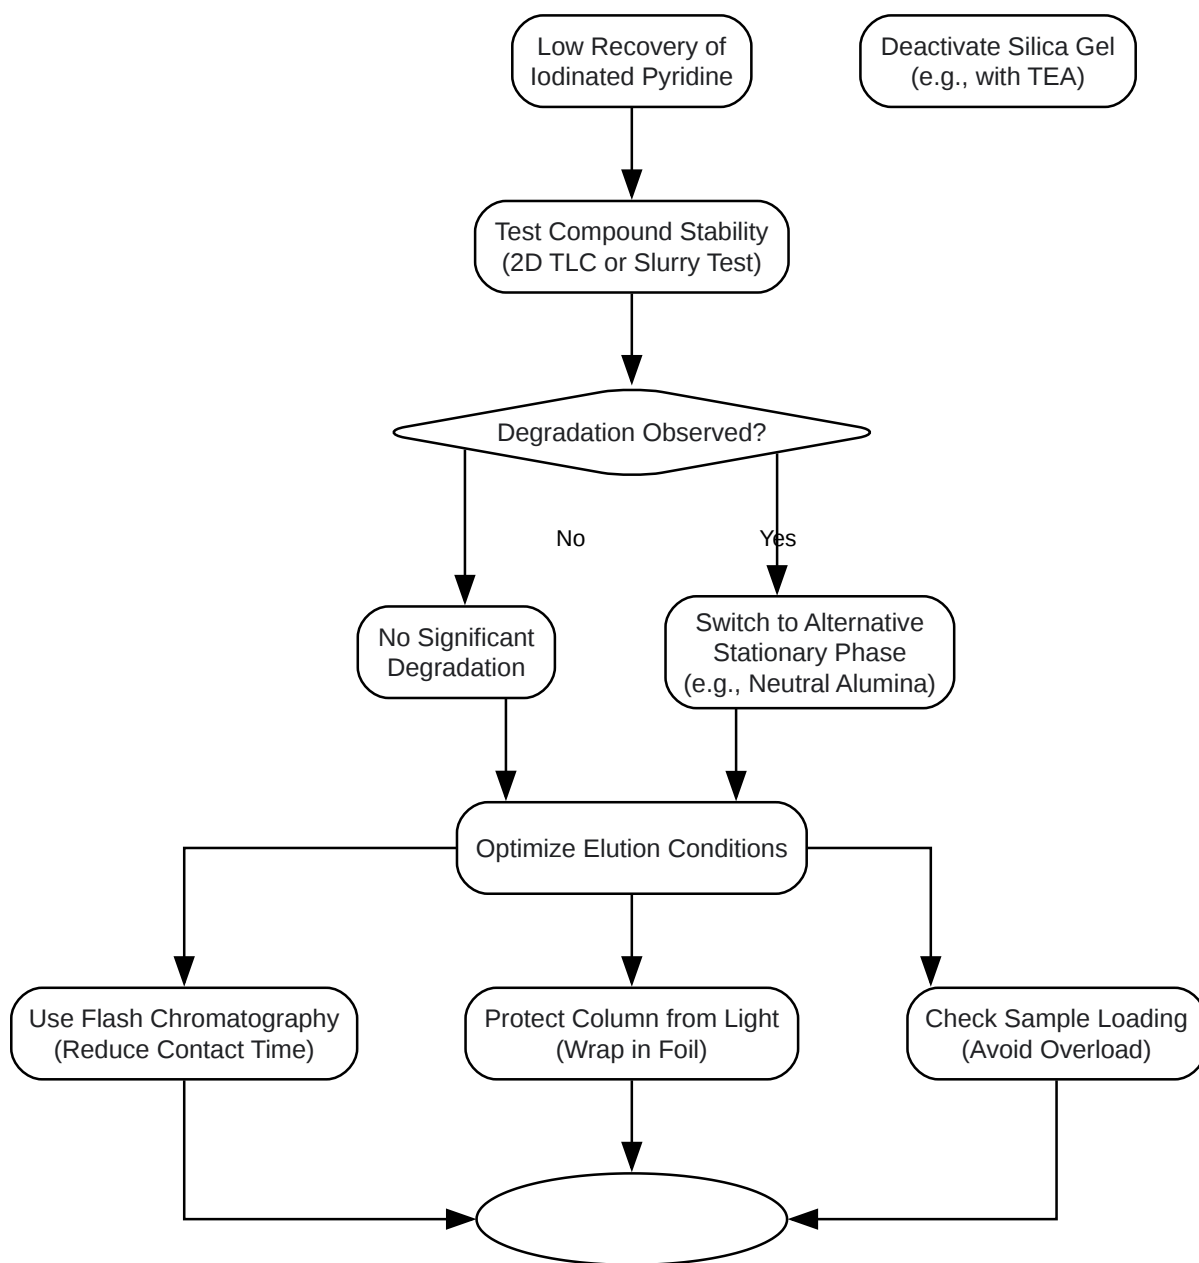 Low Recovery of
Iodinated Pyridine
Deactivate Silica Gel
(e.g., with TEA)
Test Compound Stability
(2D TLC or Slurry Test)
Degradation Observed?
No
Yes
No Significant
Degradation
Switch to Alternative
Stationary Phase
(e.g., Neutral Alumina)
Optimize Elution Conditions
Use Flash Chromatography
(Reduce Contact Time)
Protect Column from Light
(Wrap in Foil)
Check Sample Loading
(Avoid Overload)